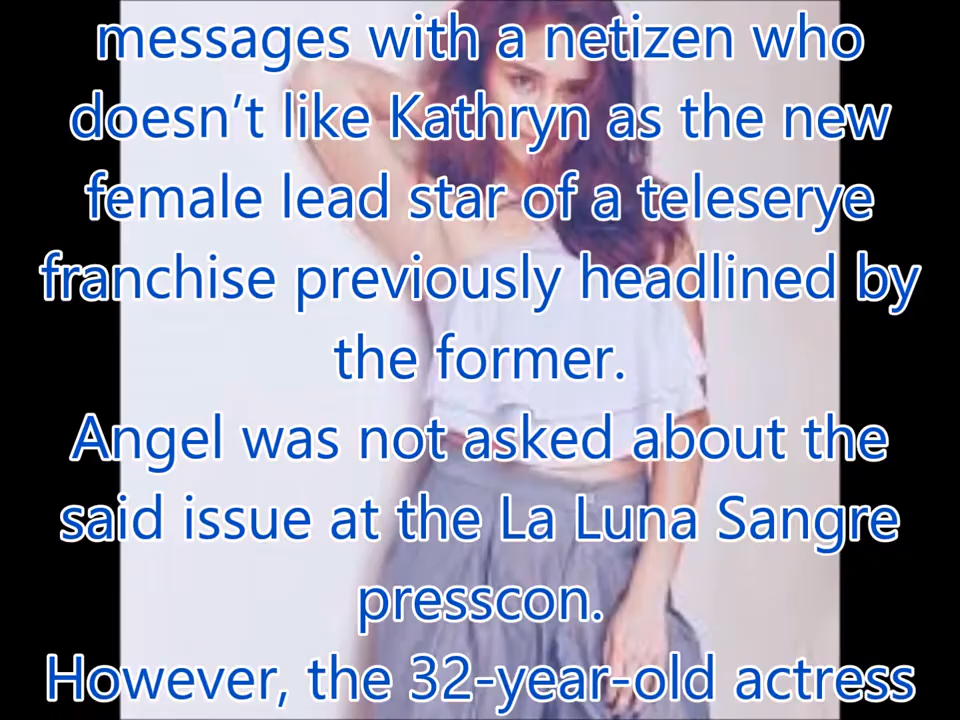 messages with a netizen who
doesn’t like Kathryn as the new
female lead star of a teleserye
franchise previously headlined by
the former.
Angel was not asked about the
said issue at the La Luna Sangre
presscon.
However, the 32-year-old actress